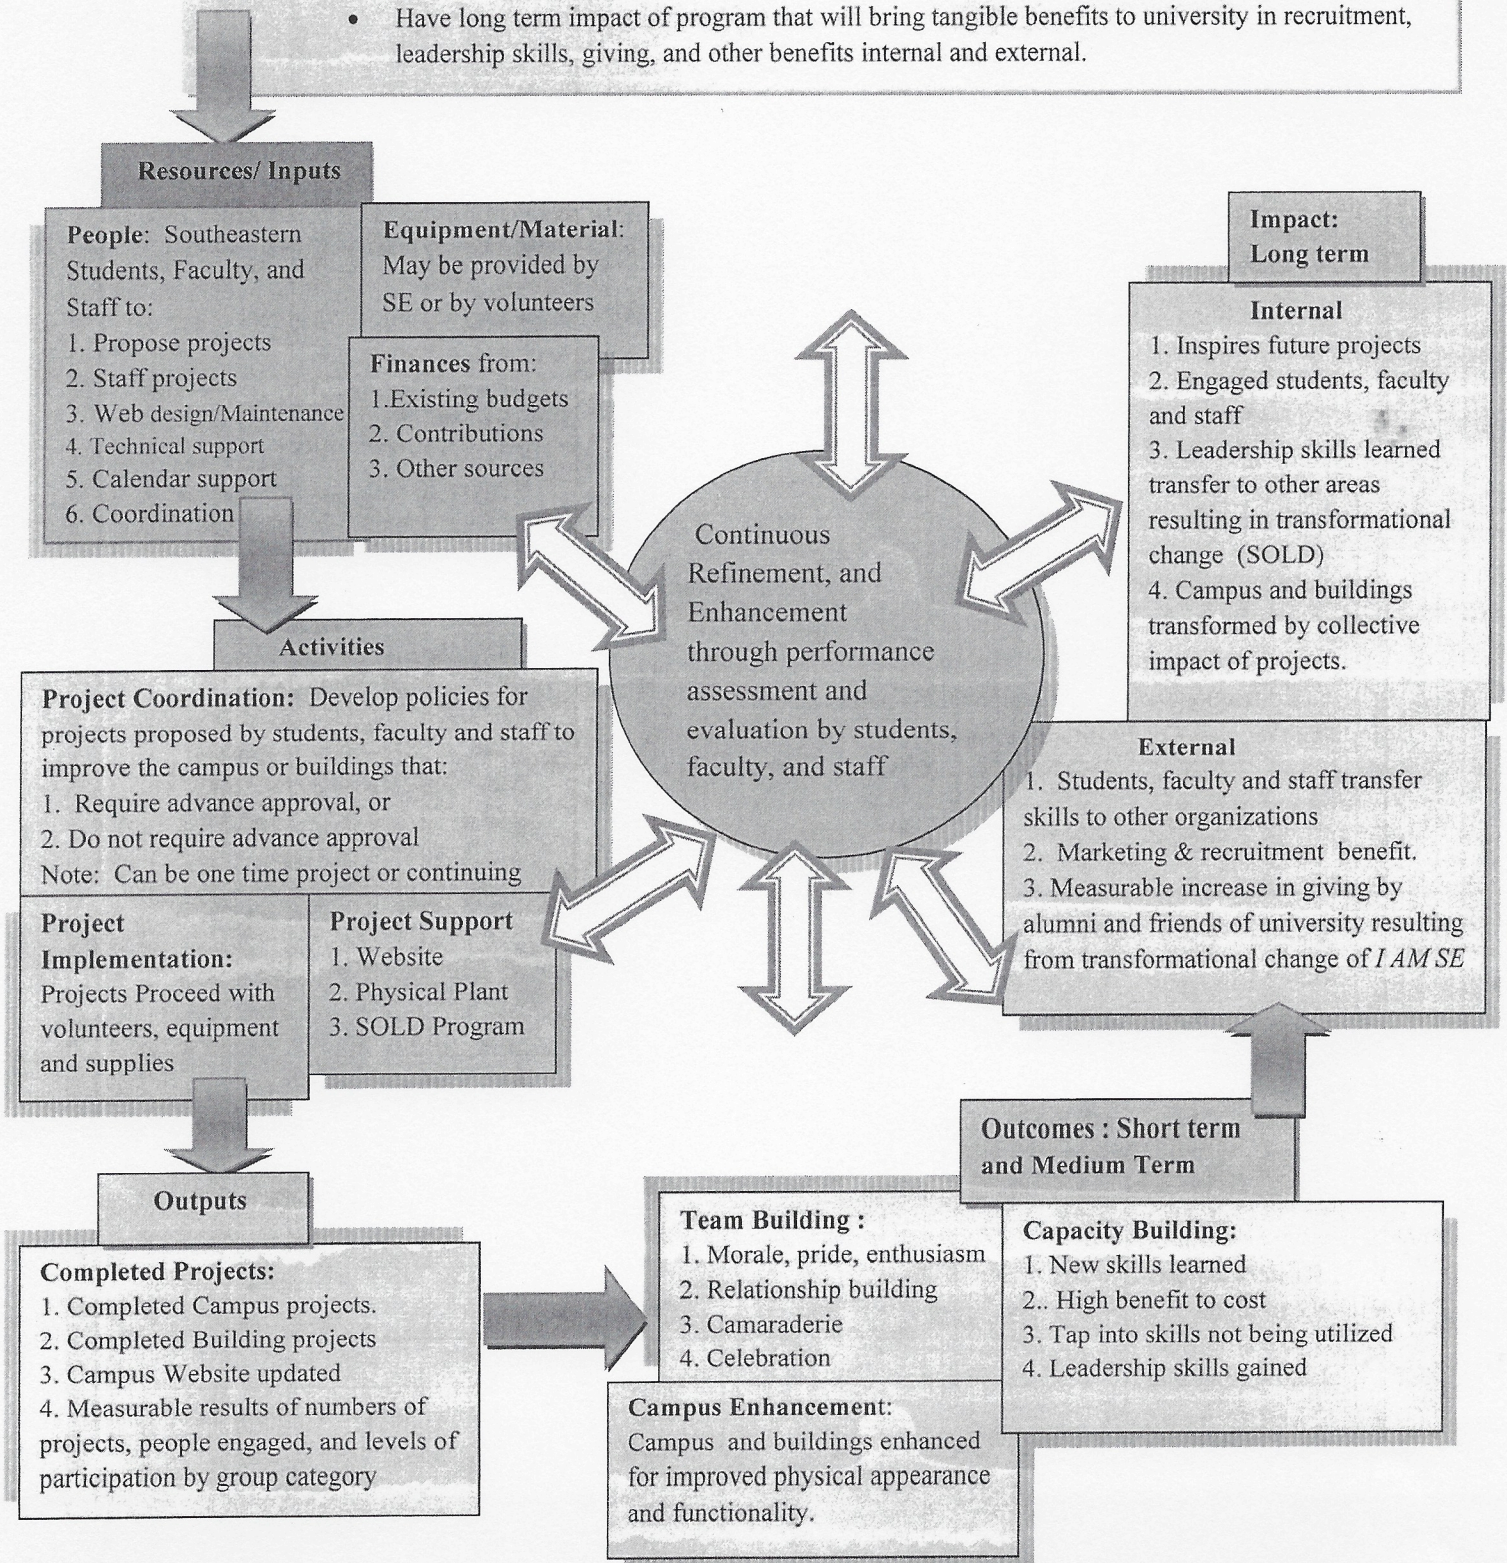 • Have long term impact of program that will bring tangible benefits to university in recruitment,
leadership skills, giving, and other benefits internal and external.
Resources/ Inputs
People: Southeastern
Students, Faculty, and
Staff to:
1. Propose projects
2. Staff projects
3. Web design/Maintenance
4. Technical support
5. Calendar support
6. Coordination
Equipment/Material:
May be provided by
SE or by volunteers
Finances from:
1.Existing budgets
2. Contributions
3. Other sources
Activities
Project Coordination: Develop policies for
projects proposed by students, faculty and staff to
improve the campus or buildings that:
1. Require advance approval, or
2. Do not require advance approval
Note: Can be one time project or continuing
Project
Implementation:
Projects Proceed with
volunteers, equipment
and supplies
Project Support
1. Website
2. Physical Plant
3. SOLD Program
Outputs
Completed Projects:
1. Completed Campus projects.
2. Completed Building projects
3. Campus Website updated
4. Measurable results of numbers of
projects, people engaged, and levels of
participation by group category
Continuous
Refinement, and
Enhancement
through performance
assessment and
evaluation by students,
faculty, and staff
Outcomes : Short term
and Medium Term
Team Building :
1. Morale, pride, enthusiasm
2. Relationship building
3. Camaraderie
4. Celebration
Capacity Building:
1. New skills learned
2.. High benefit to cost
3. Tap into skills not being utilized
4. Leadership skills gained
Campus Enhancement:
Campus and buildings enhanced
for improved physical appearance
and functionality.
Impact:
Long term
Internal
1. Inspires future projects
2. Engaged students, faculty
and staff
3. Leadership skills learned
transfer to other areas
resulting in transformational
change (SOLD)
4. Campus and buildings
transformed by collective
impact of projects.
External
1. Students, faculty and staff transfer
skills to other organizations
2. Marketing & recruitment benefit.
3. Measurable increase in giving by
alumni and friends of university resulting
from transformational change of I AM SE